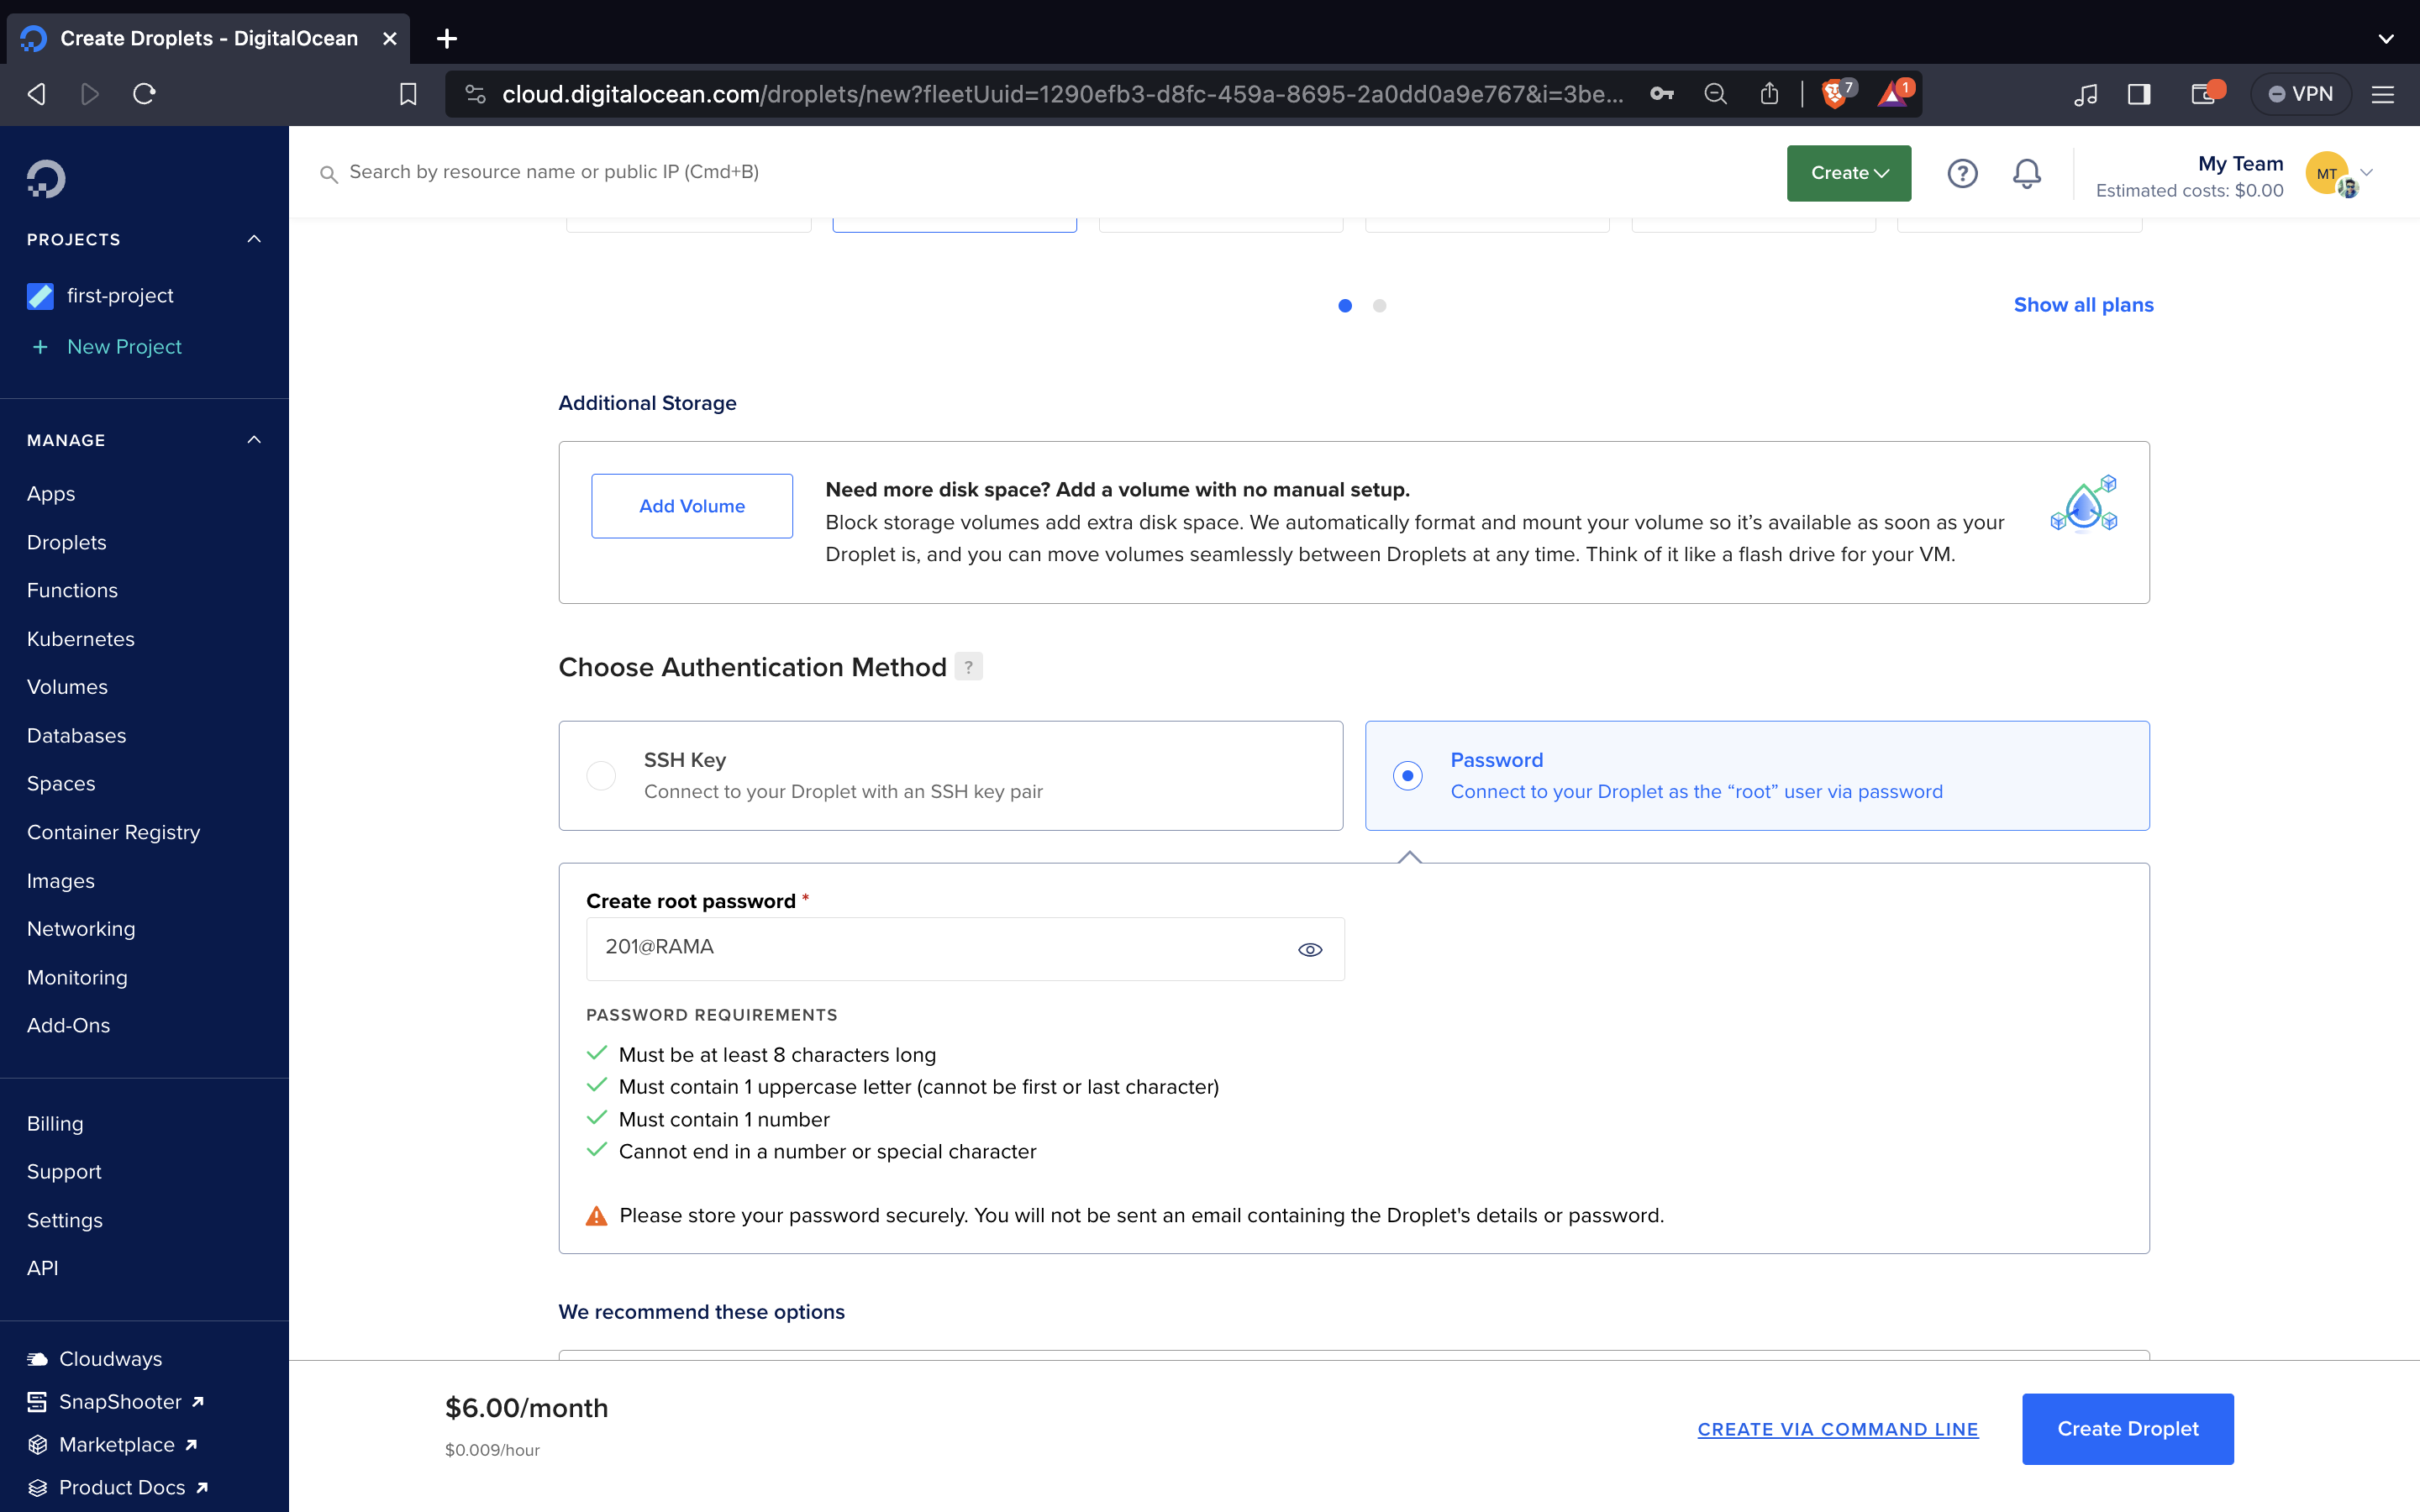 Create Droplets - DigitalOcean
cloud.digitalocean.com/droplets/new?fleetUuid=1290efb3-d8fc-459a-8695-2a0dd0a9e767&i=3be...
7
1
VPN
Search by resource name or public IP (Cmd+B)
Create
?
My Team
Estimated costs: $0.00
MT
PROJECTS
first-project
+ New Project
MANAGE
Apps
Droplets
Functions
Kubernetes
Volumes
Databases
Spaces
Container Registry
Images
Networking
Monitoring
Add-Ons
Billing
Support
Settings
API
Cloudways
SnapShooter
Marketplace
Product Docs
Show all plans
Additional Storage
Add Volume
Need more disk space? Add a volume with no manual setup.
Block storage volumes add extra disk space. We automatically format and mount your volume so it’s available as soon as your
Droplet is, and you can move volumes seamlessly between Droplets at any time. Think of it like a flash drive for your VM.
Choose Authentication Method ?
SSH Key
Connect to your Droplet with an SSH key pair
Password
Connect to your Droplet as the “root” user via password
Create root password *
201@RAMA
PASSWORD REQUIREMENTS
Must be at least 8 characters long
Must contain 1 uppercase letter (cannot be first or last character)
Must contain 1 number
Cannot end in a number or special character
Please store your password securely. You will not be sent an email containing the Droplet's details or password.
We recommend these options
$6.00/month
$0.009/hour
CREATE VIA COMMAND LINE
Create Droplet